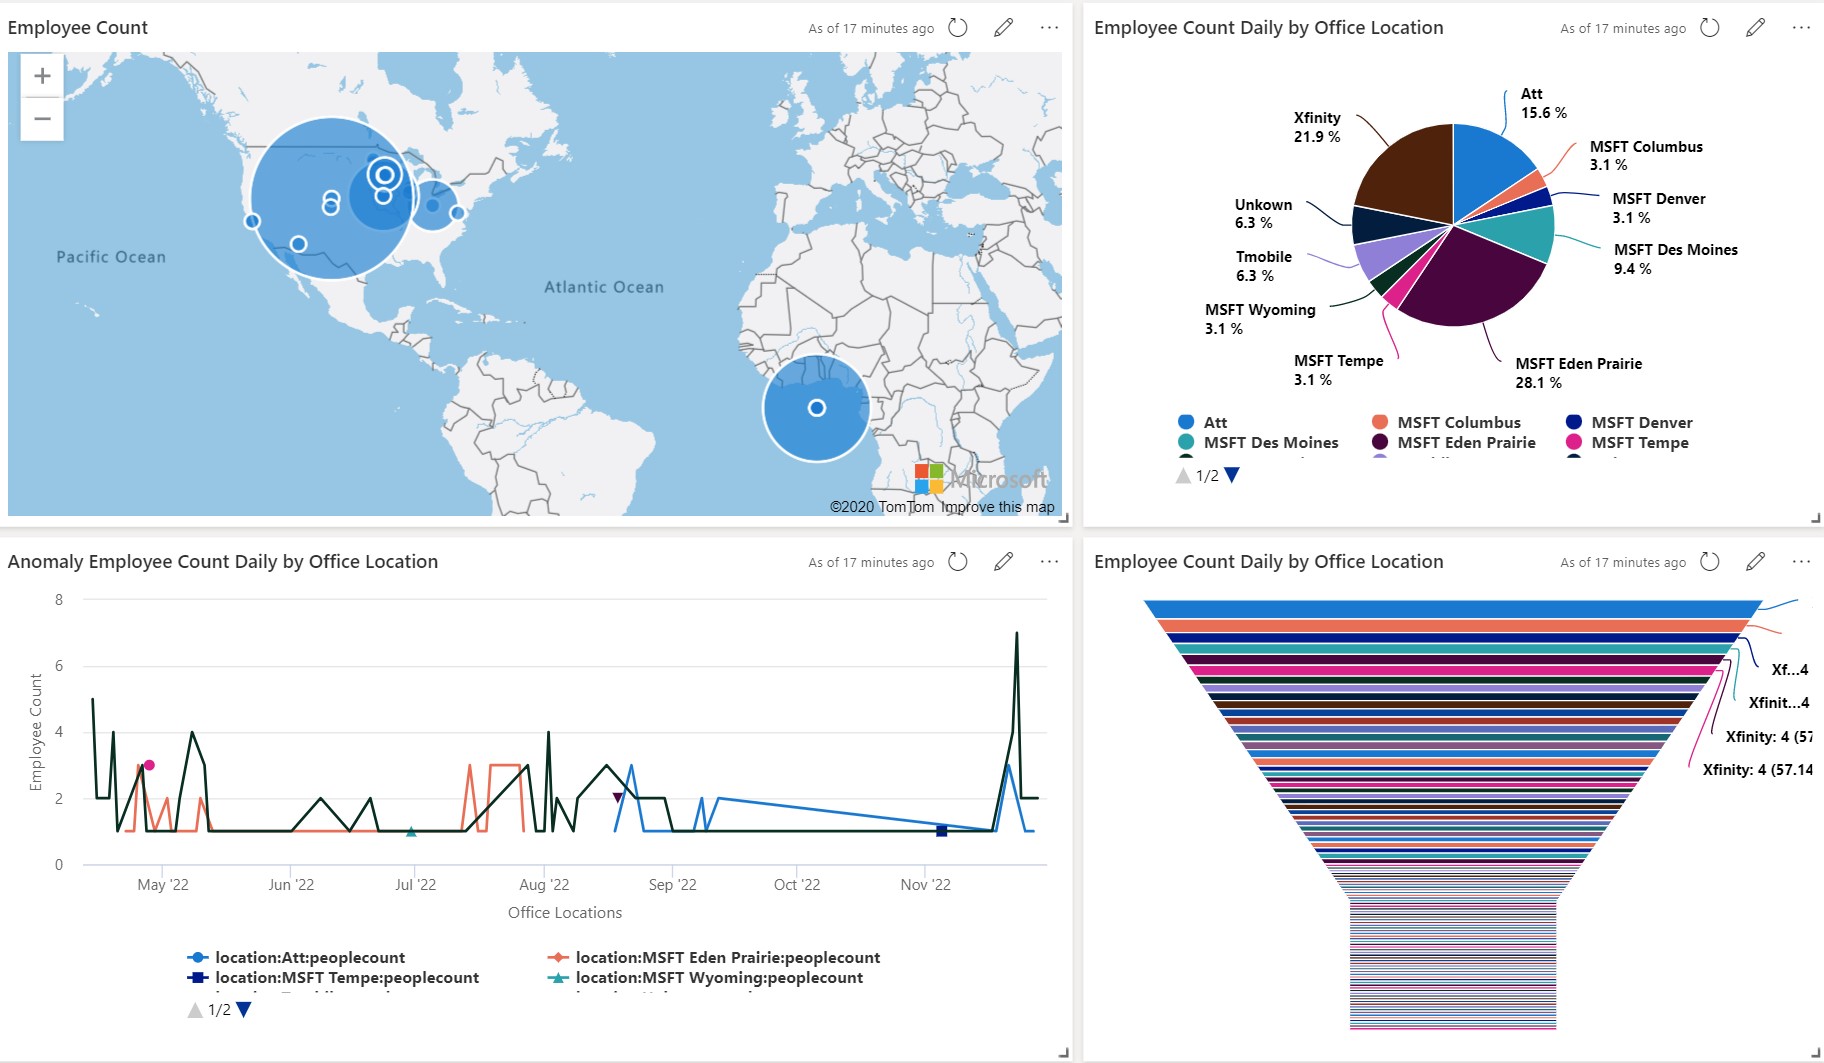 Employee Count
As of 17 minutes ago
Pacific Ocean
Atlantic Ocean
Microsoft
©2020 TomTom Improve this map
Employee Count Daily by Office Location
As of 17 minutes ago
Att
15.6 %
Xfinity
21.9 %
MSFT Columbus
3.1 %
MSFT Denver
3.1 %
Unkown
6.3 %
MSFT Des Moines
9.4 %
Tmobile
6.3 %
MSFT Wyoming
3.1 %
MSFT Tempe
3.1 %
MSFT Eden Prairie
28.1 %
Att MSFT Columbus MSFT Denver
MSFT Des Moines MSFT Eden Prairie MSFT Tempe
1/2
Anomaly Employee Count Daily by Office Location
As of 17 minutes ago
8
6
4
2
0
Employee Count
May '22 Jun '22 Jul '22 Aug '22 Sep '22 Oct '22 Nov '22
Office Locations
location:Att:peoplecount location:MSFT Eden Prairie:peoplecount
location:MSFT Tempe:peoplecount location:MSFT Wyoming:peoplecount
1/2
Employee Count Daily by Office Location
As of 17 minutes ago
Xf...4
Xfinit...4
Xfinity: 4 (57
Xfinity: 4 (57.14